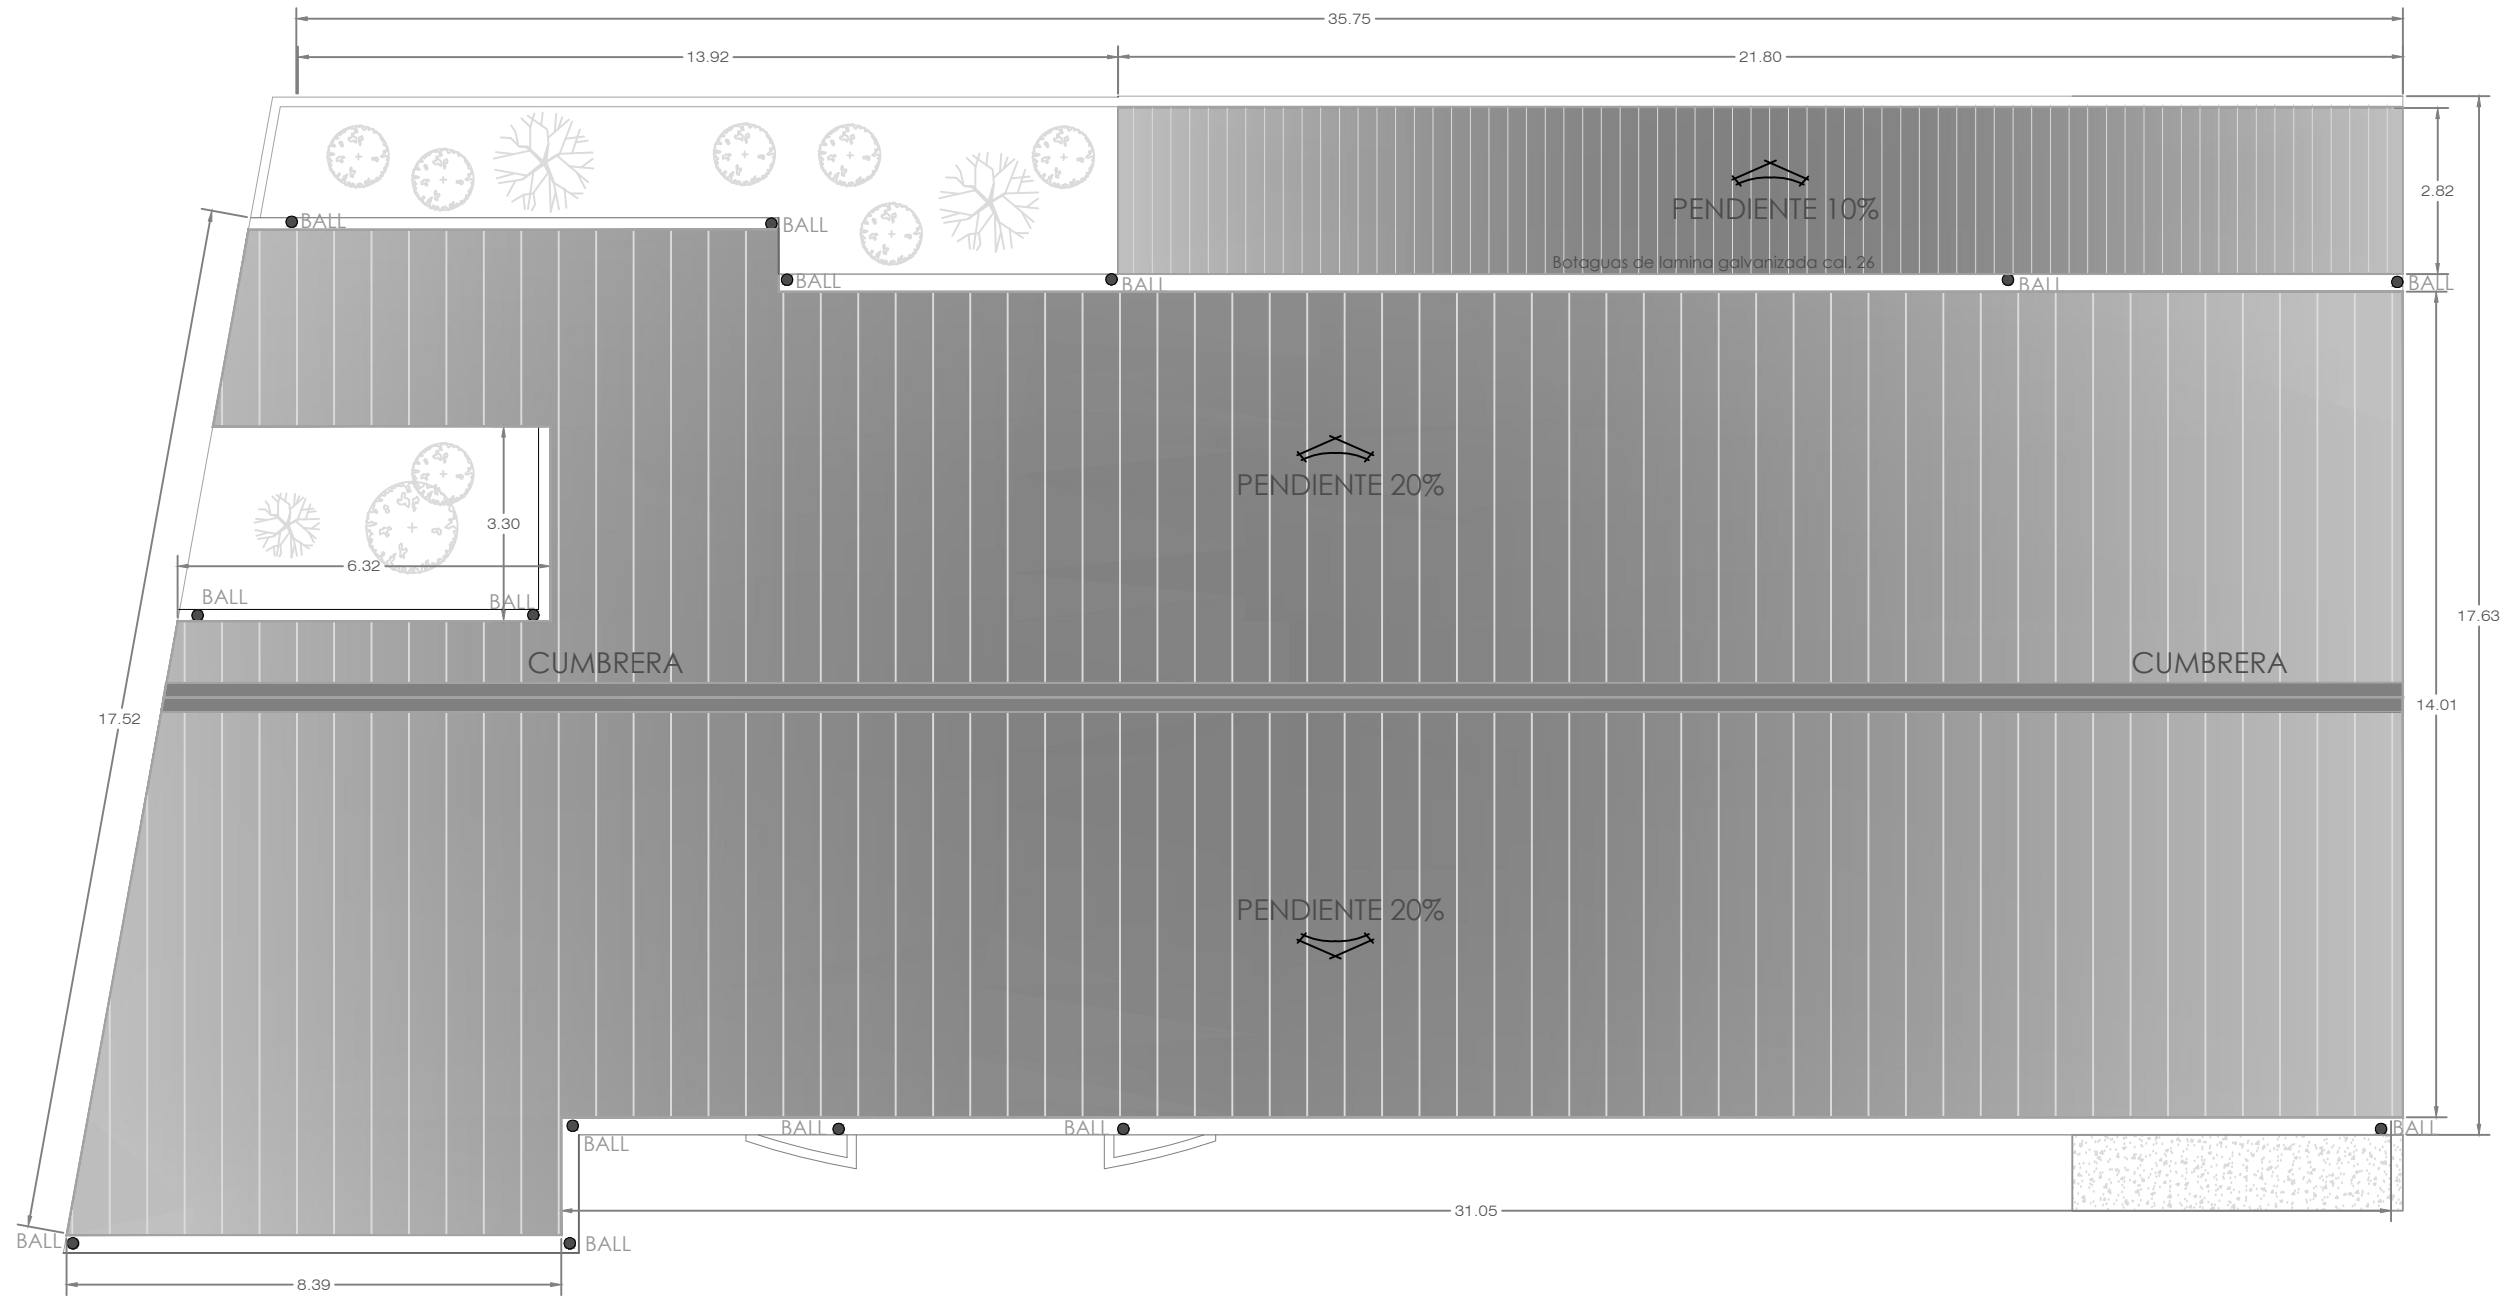 35.75
13.92
21.80
2.82
PENDIENTE 10%
BALL
BALL
Botaguas de lamina galvanizada cal. 26
BALL
BALL
BALL
BALL
PENDIENTE 20%
3.30
6.32
BALL
BALL
17.63
CUMBRERA
CUMBRERA
17.52
14.01
PENDIENTE 20%
BALL
BALL
BALL
BALL
31.05
BALL
BALL
8.39